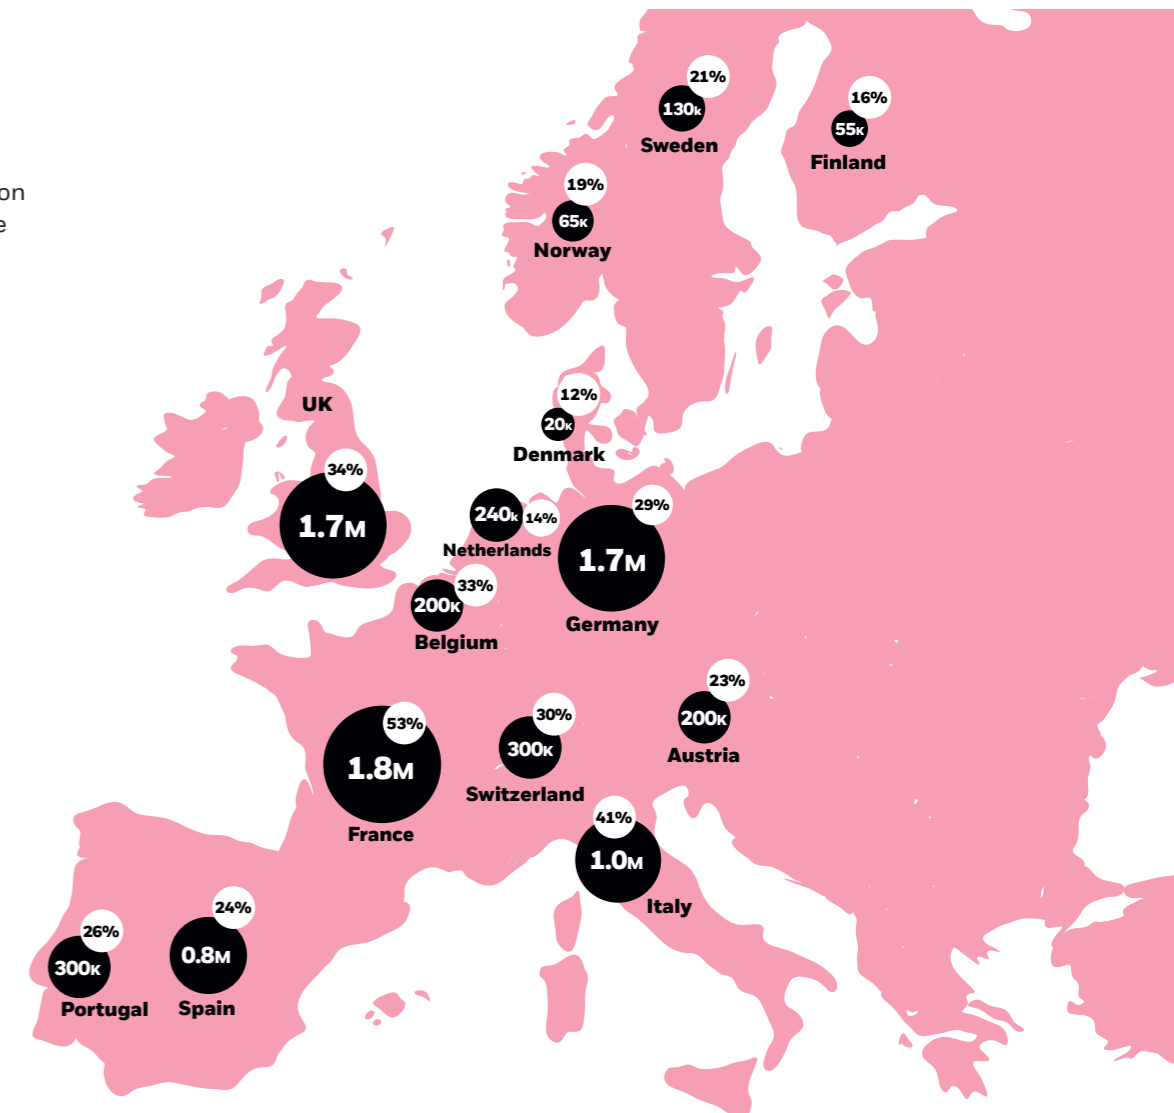 21%
130k
Sweden
16%
55K
Finland
on
e
19%
65K
Norway
12%
20K
Denmark
UK
34%
1.7M
240k
14%
Netherlands
29%
1.7M
Germany
33%
200K
Belgium
23%
200K
Austria
53%
1.8M
France
30%
300K
Switzerland
41%
1.0M
Italy
26%
300K
Portugal
24%
0.8M
Spain